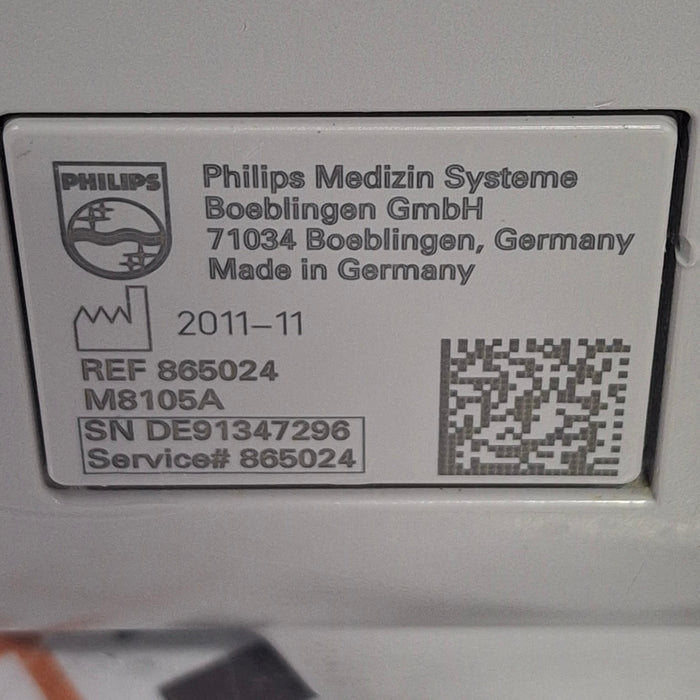 PHILIPS
Philips Medizin Systeme
Boeblingen GmbH
71034 Boeblingen, Germany
Made in Germany
2011-11
REF 865024
M8105A
SN DE91347296
Service# 865024